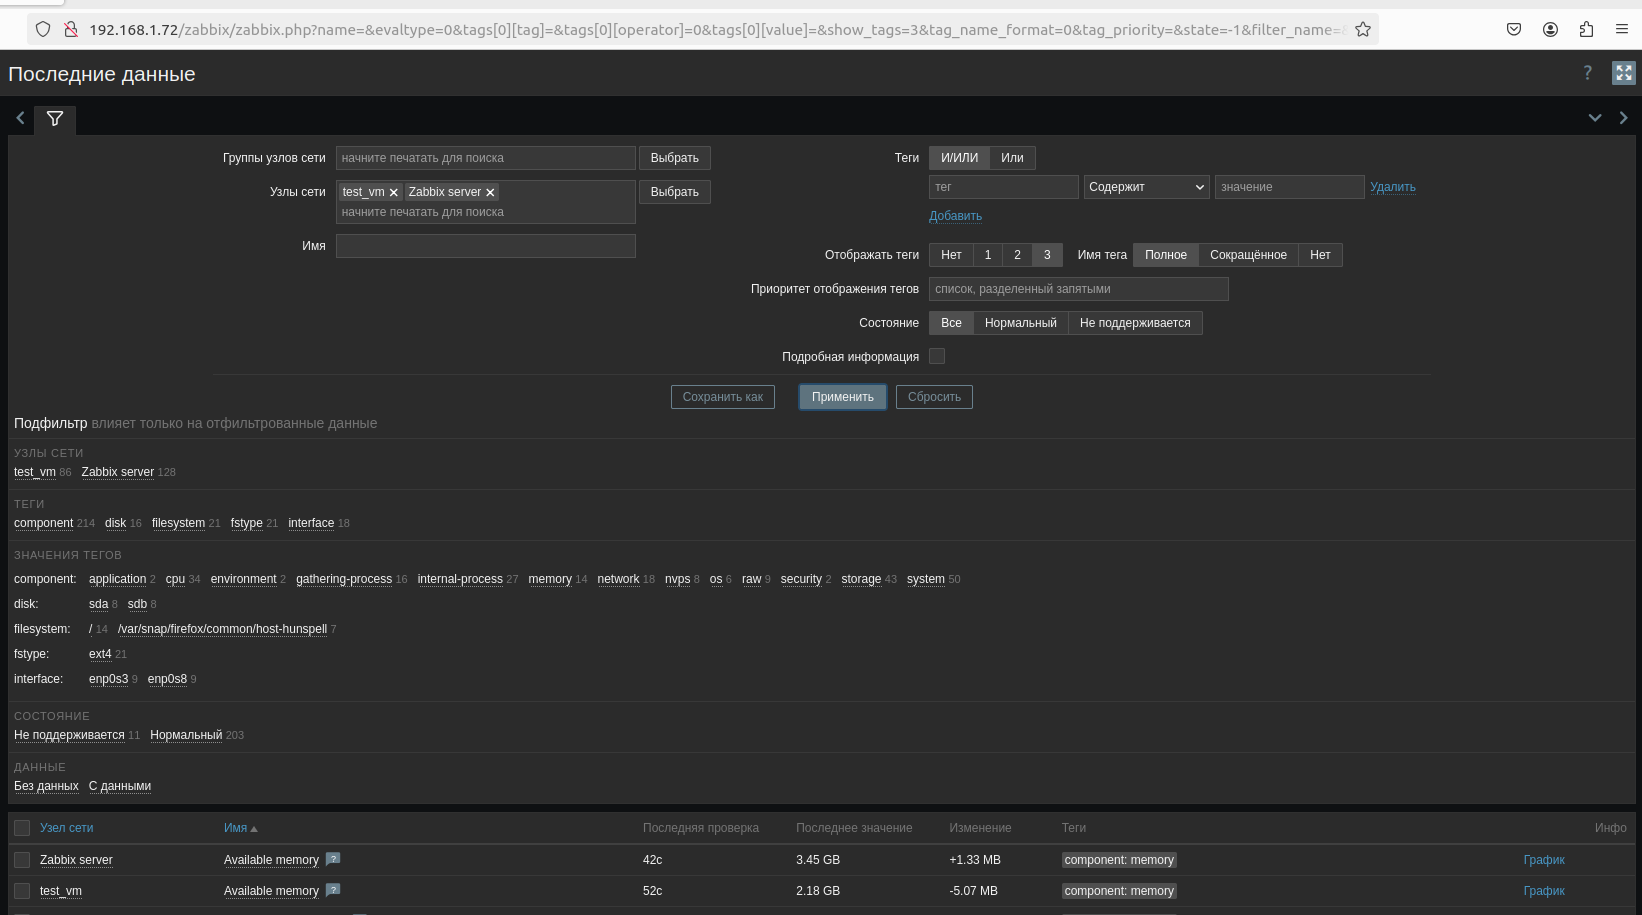 192.168.1.72/zabbix/zabbix.php?name=&evaltype=0&tags[0][tag]=&tags[0][operator]=0&tags[0][value]=&show_tags=3&tag_name_format=0&tag_priority=&state=-1&filter_name=
Последние данные
?
Группы узлов сети начните печатать для поиска Выбрать
Узлы сети test_vm Zabbix server Выбрать
начните печатать для поиска
Имя
Теги И/ИЛИ Или
тег Содержит значение Удалить
Добавить
Отображать теги Нет 1 2 3 Имя тега Полное Сокращённое Нет
Приоритет отображения тегов список, разделенный запятыми
Состояние Все Нормальный Не поддерживается
Подробная информация
Сохранить как Применить Сбросить
Подфильтр влияет только на отфильтрованные данные
УЗЛЫ СЕТИ
test_vm 86 Zabbix server 128
ТЕГИ
component 214 disk 16 filesystem 21 fstype 21 interface 18
ЗНАЧЕНИЯ ТЕГОВ
component: application 2 cpu 34 environment 2 gathering-process 16 internal-process 27 memory 14 network 18 nvps 8 os 6 raw 9 security 2 storage 43 system 50
disk: sda 8 sdb 8
filesystem: / 14 /var/snap/firefox/common/host-hunspell 7
fstype: ext4 21
interface: enp0s3 9 enp0s8 9
СОСТОЯНИЕ
Не поддерживается 11 Нормальный 203
ДАННЫЕ
Без данных С данными
Узел сети Имя Последняя проверка Последнее значение Изменение Теги Инфо
Zabbix server Available memory ? 42с 3.45 GB +1.33 MB component: memory График
test_vm Available memory ? 52с 2.18 GB -5.07 MB component: memory График